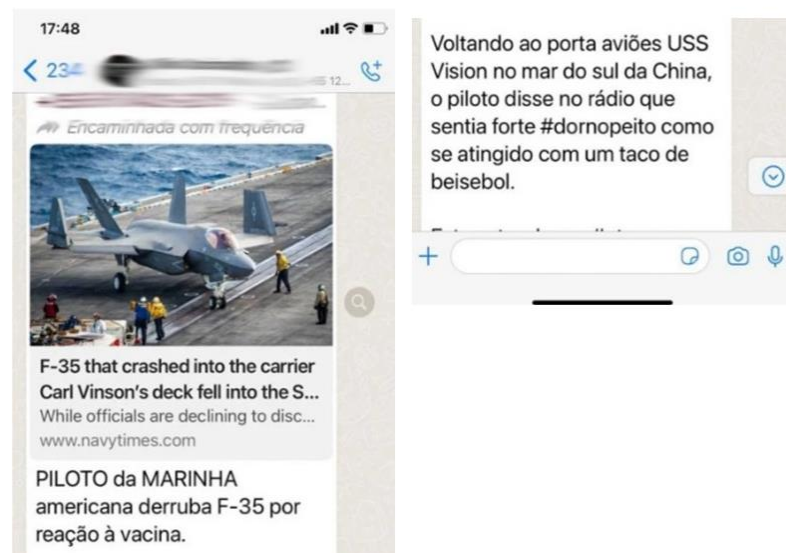 17:48
Encaminhada com frequência
F-35 that crashed into the carrier
Carl Vinson's deck fell into the S...
While officials are declining to disc...
www.navytimes.com
PILOTO da MARINHA
americana derruba F-35 por
reação à vacina.
Voltando ao porta aviões USS
Vision no mar do sul da China,
o piloto disse no rádio que
sentia forte #dornopeito como
se atingido com um taco de
beisebol.